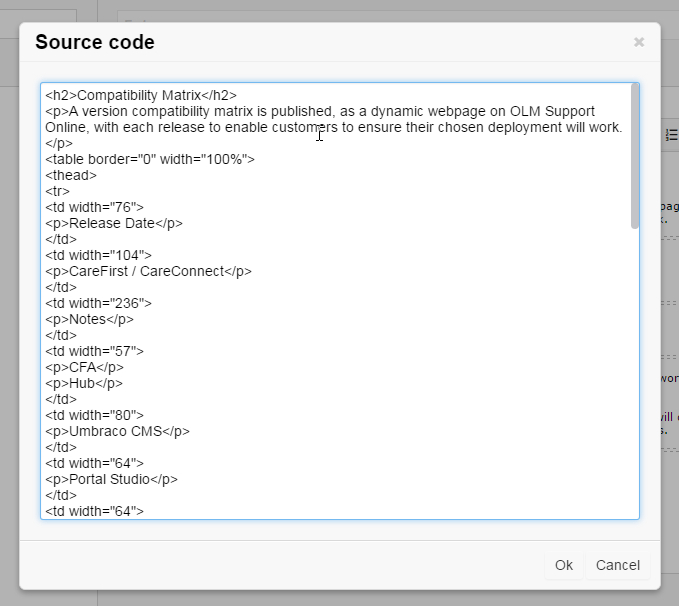 Source code
×
<h2>Compatibility Matrix</h2>
<p>A version compatibility matrix is published, as a dynamic webpage on OLM Support
Online, with each release to enable customers to ensure their chosen deployment will work.
</p>
<table border="0" width="100%">
<thead>
<tr>
<td width="76">
<p>Release Date</p>
</td>
<td width="104">
<p>CareFirst / CareConnect</p>
</td>
<td width="236">
<p>Notes</p>
</td>
<td width="57">
<p>CFA</p>
<p>Hub</p>
</td>
<td width="80">
<p>Umbraco CMS</p>
</td>
<td width="64">
<p>Portal Studio</p>
</td>
<td width="64">
Ok Cancel